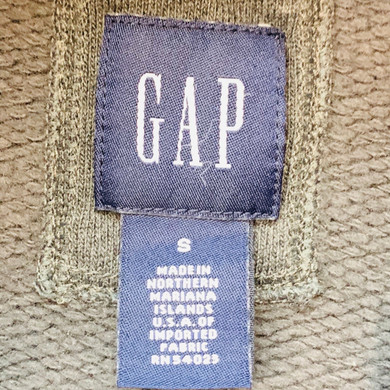 GAP
S
MADE IN
NORTHERN
MARIANA
ISLANDS
U.S.A. OF
IMPORTED
FABRIC
RN 54023